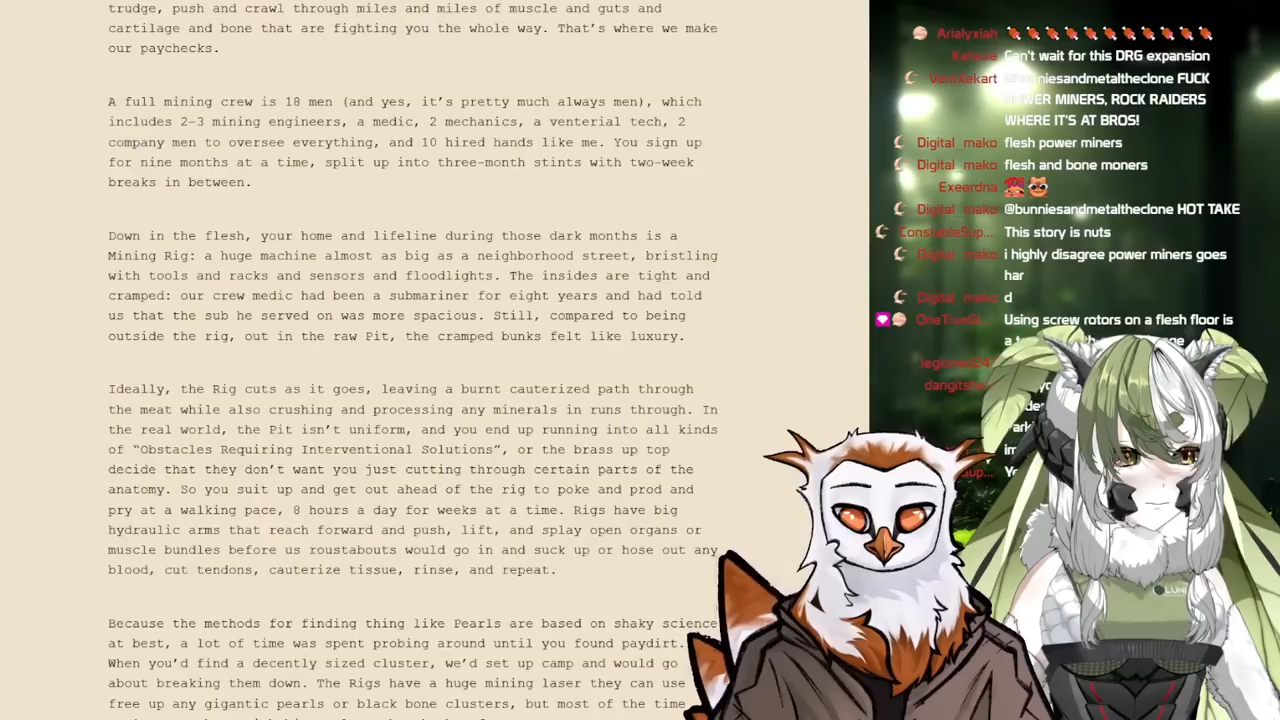 trudge, push and crawl through miles and miles of muscle and guts and
cartilage and bone that are fighting you the whole way. That's where we make
our paychecks.
A full mining crew is 18 men (and yes, it's pretty much always men), which
includes 2-3 mining engineers, a medic, 2 mechanics, a venterial tech, 2
company men to oversee everything, and 10 hired hands like me. You sign up
for nine months at a time, split up into three-month stints with two-week
breaks in between.
Down in the flesh, your home and lifeline during those dark months is a
Mining Rig: a huge machine almost as big as a neighborhood street, bristling
with tools and racks and sensors and floodlights. The insides are tight and
cramped: our crew medic had been a submariner for eight years and had told
us that the sub he served on was more spacious. Still, compared to being
outside the rig, out in the raw Pit, the cramped bunks felt like luxury.
Ideally, the Rig cuts as it goes, leaving a burnt cauterized path through
the meat while also crushing and processing any minerals in runs through. In
the real world, the Pit isn't uniform, and you end up running into all kinds
of “Obstacles Requiring Interventional Solutions”, or the brass up top
decide that they don't want you just cutting through certain parts of the
anatomy. So you suit up and get out ahead of the rig to poke and prod and
pry at a walking pace, 8 hours a day for weeks at a time. Rigs have big
hydraulic arms that reach forward and push, lift, and splay open organs or
muscle bundles before us roustabouts would go in and suck up or hose out any
blood, cut tendons, cauterize tissue, rinse, and repeat.
Because the methods for finding thing like Pearls are based on shaky science
at best, a lot of time was spent probing around until you found paydirt.
When you'd find a decently sized cluster, we'd set up camp and would go
about breaking them down. The Rigs have a huge mining laser they can use
free up any gigantic pearls or black bone clusters, but most of the time
Arialyxiah
Can't wait for this DRG expansion
FUCK
MINERS, ROCK RAIDERS
WHERE IT'S AT BROS!
Digital_mako flesh power miners
Digital_mako flesh and bone moners
Exeerdna
Digital_mako @bunniesandmetaltheclone HOT TAKE
ConstableSup... This story is nuts
Digital_mako i highly disagree power miners goes
har
Digital_mako d
Using screw rotors on a flesh floor is